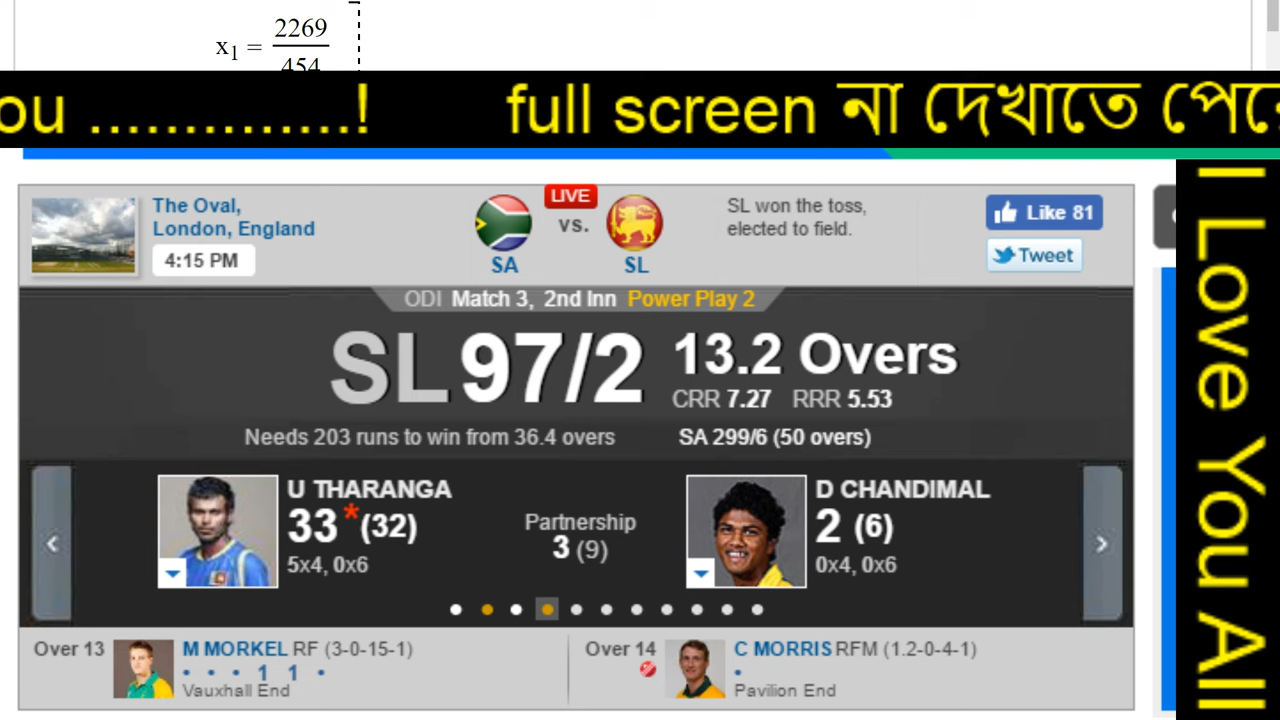 x1 = 2269
454
ou ..............! full screen না দেখাতে
The Oval,
London, England
4:15 PM
LIVE
vs.
SA
SL
SL won the toss,
elected to field.
Like 81
Tweet
ODI Match 3, 2nd Inn Power Play 2
SL 97/2
13.2 Overs
CRR 7.27 RRR 5.53
Needs 203 runs to win from 36.4 overs
SA 299/6 (50 overs)
U THARANGA
33* (32)
5x4, 0x6
Partnership
3 (9)
D CHANDIMAL
2 (6)
0x4, 0x6
Over 13
M MORKEL RF (3-0-15-1)
• • • 1 1 •
Vauxhall End
Over 14
C MORRIS RFM (1.2-0-4-1)
•
Pavilion End
I Love You All